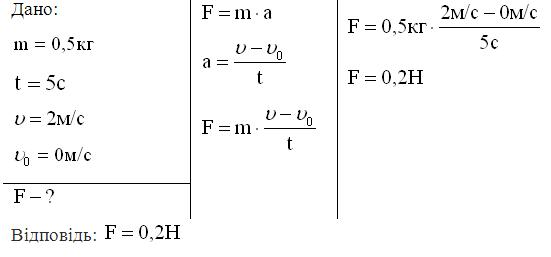 Дано:
m = 0,5кг
t = 5с
υ = 2м/с
υ₀ = 0м/с
F − ?
F = m · a
a = (υ − υ₀) / t
F = m · (υ − υ₀) / t
F = 0,5кг · (2м/с − 0м/с) / 5с
F = 0,2Н
Відповідь: F = 0,2Н